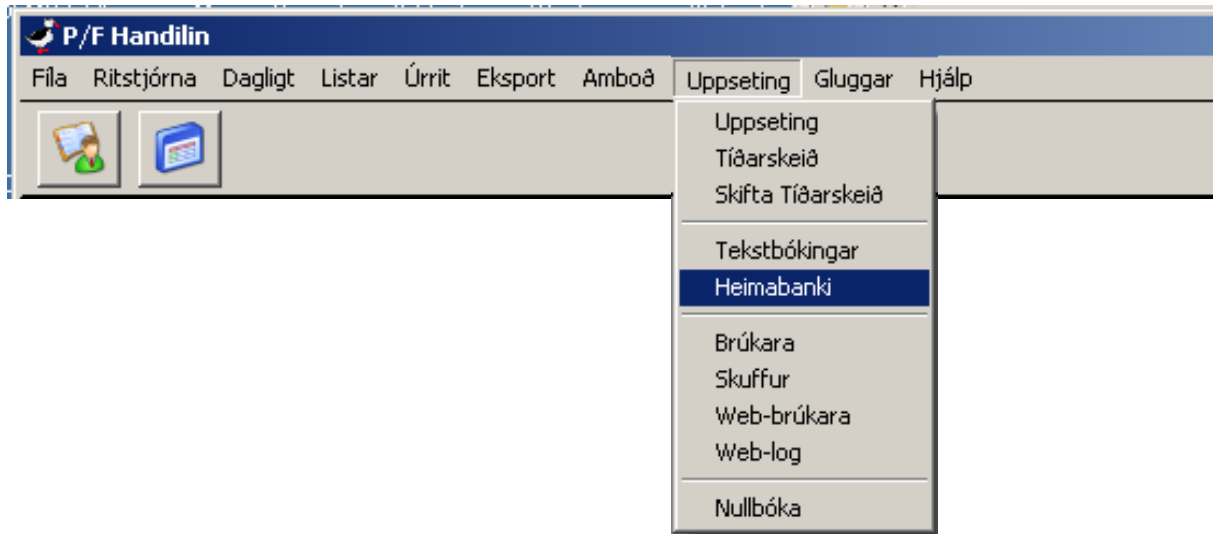 P/F Handilin
Fíla Ritstjórna Dagligt Listar Úrrit Eksport Amboð Uppseting Gluggar Hjálp
Uppseting
Tíðarskeið
Skifta Tíðarskeið
Tekstbókingar
Heimabanki
Brúkara
Skuffur
Web-brúkara
Web-log
Nullbóka